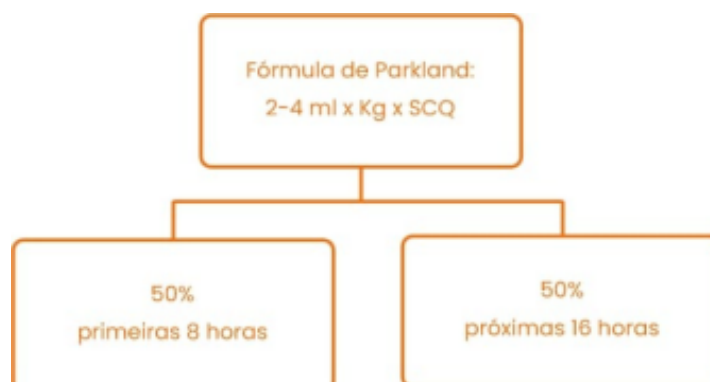 Fórmula de Parkland:
2-4 ml x Kg x SCQ
50%
primeiras 8 horas
50%
próximas 16 horas